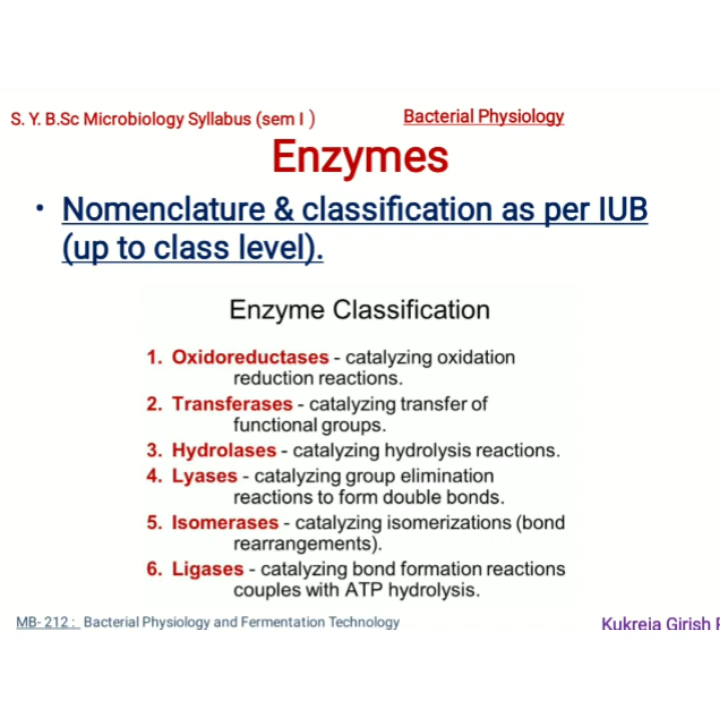 S. Y. B.Sc Microbiology Syllabus (sem I ) Bacterial Physiology
Enzymes
• Nomenclature & classification as per IUB
(up to class level).
Enzyme Classification
1. Oxidoreductases - catalyzing oxidation
reduction reactions.
2. Transferases - catalyzing transfer of
functional groups.
3. Hydrolases - catalyzing hydrolysis reactions.
4. Lyases - catalyzing group elimination
reactions to form double bonds.
5. Isomerases - catalyzing isomerizations (bond
rearrangements).
6. Ligases - catalyzing bond formation reactions
couples with ATP hydrolysis.
MB- 212 : Bacterial Physiology and Fermentation Technology Kukreja Girish